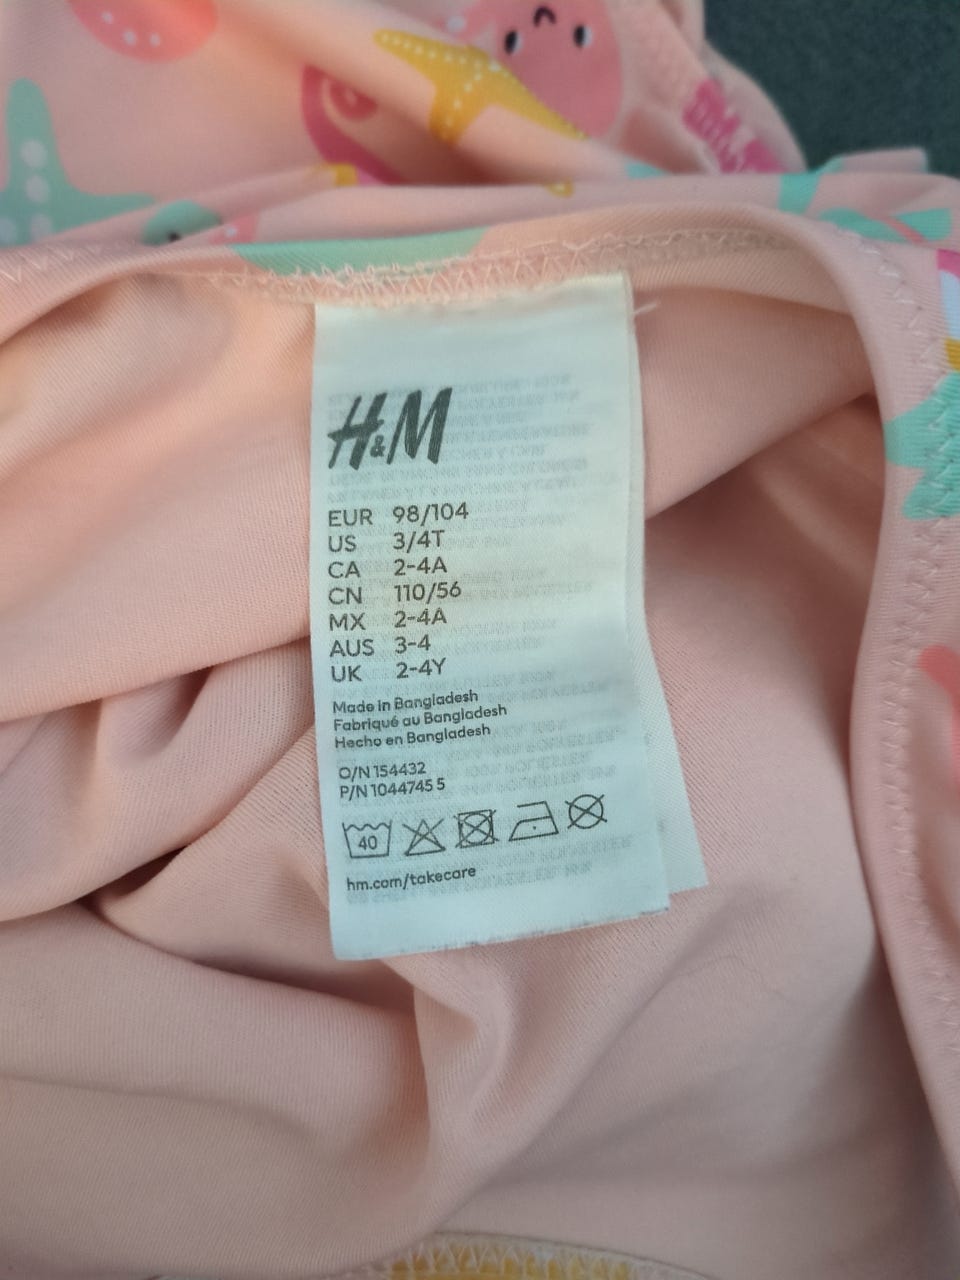 H&M
EUR 98/104
US 3/4T
CA 2-4A
CN 110/56
MX 2-4A
AUS 3-4
UK 2-4Y
Made in Bangladesh
Fabriqué au Bangladesh
Hecho en Bangladesh
O/N 154432
P/N 1044745 5
40
hm.com/takecare